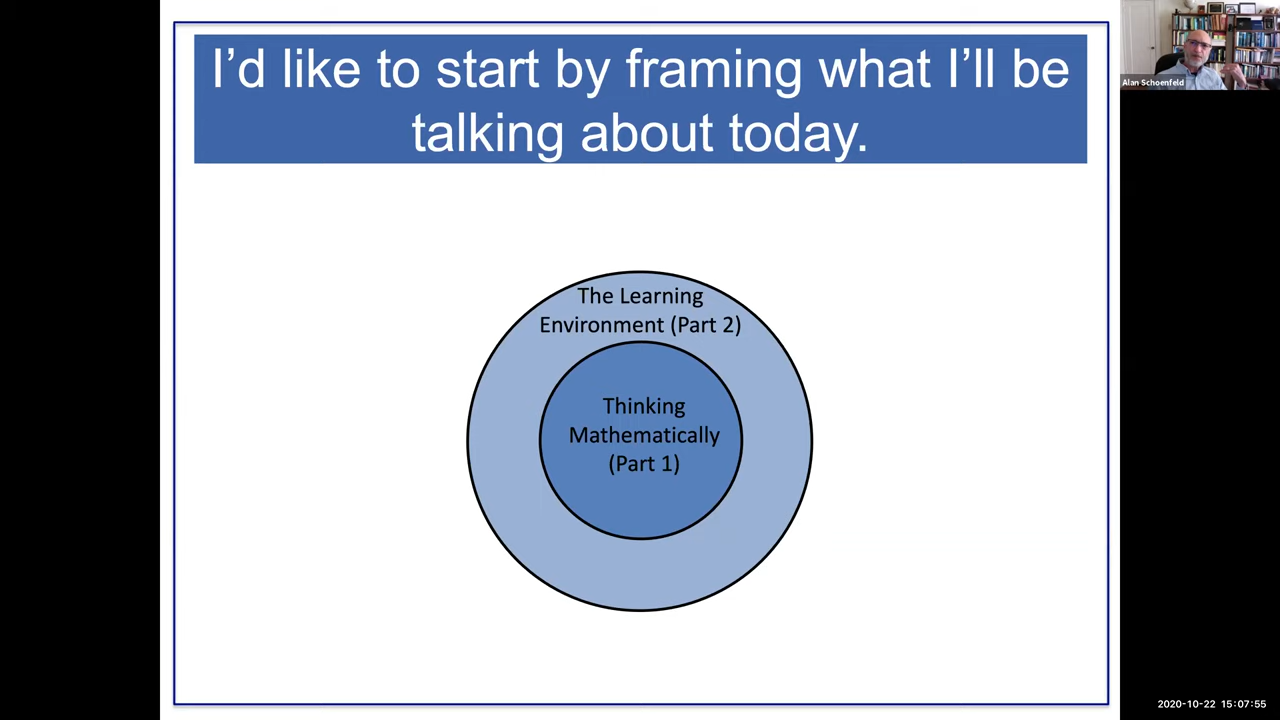 I'd like to start by framing what I'll be
talking about today.
Alan Schoenfeld
The Learning
Environment (Part 2)
Thinking
Mathematically
(Part 1)
2020-10-22 15:07:55